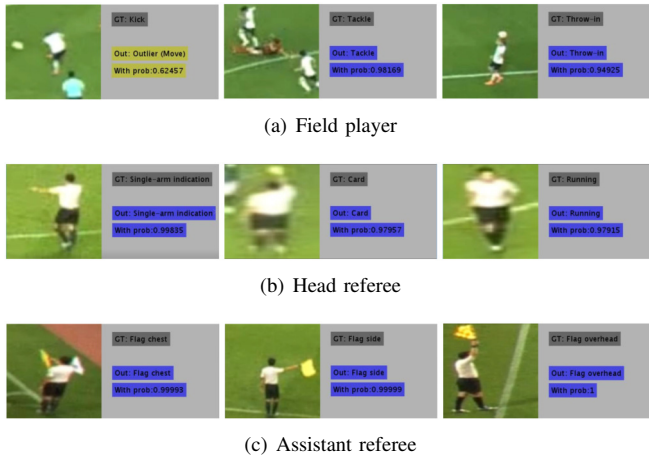 GT: Kick
Out: Outlier (Move)
With prob:0.62457
GT: Tackle
Out: Tackle
With prob:0.98169
GT: Throw-in
Out: Throw-in
With prob:0.94925
(a) Field player
GT: Single-arm indication
Out: Single-arm indication
With prob:0.99835
GT: Card
Out: Card
With prob:0.97957
GT: Running
Out: Running
With prob:0.97915
(b) Head referee
GT: Flag chest
Out: Flag chest
With prob:0.99993
GT: Flag side
Out: Flag side
With prob:0.99999
GT: Flag overhead
Out: Flag overhead
With prob:1
(c) Assistant referee